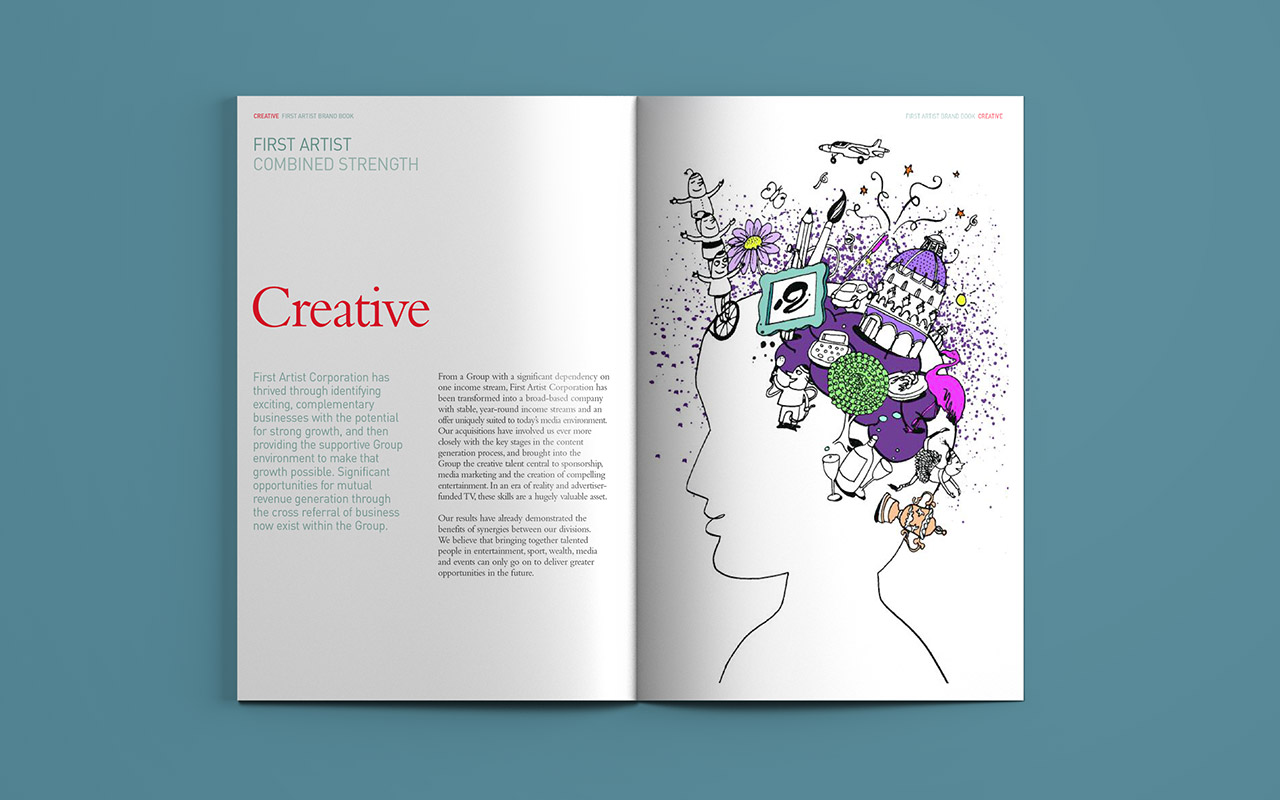 CREATIVE FIRST ARTIST BRAND BOOK
FIRST ARTIST
COMBINED STRENGTH
Creative
First Artist Corporation has
thrived through identifying
exciting, complementary
businesses with the potential
for strong growth, and then
providing the supportive Group
environment to make that
growth possible. Significant
opportunities for mutual
revenue generation through
the cross referral of business
now exist within the Group.
From a Group with a significant dependency on
one income stream, First Artist Corporation has
been transformed into a broad-based company
with stable, year-round income streams and an
offer uniquely suited to today's media environment.
Our acquisitions have involved us ever more
closely with the key stages in the content
generation process, and brought into the
Group the creative talent central to sponsorship,
media marketing and the creation of compelling
entertainment. In an era of reality and advertiser-
funded TV, these skills are a hugely valuable asset.
Our results have already demonstrated the
benefits of synergies between our divisions.
We believe that bringing together talented
people in entertainment, sport, wealth, media
and events can only go on to deliver greater
opportunities in the future.
FIRST ARTIST BRAND BOOK CREATIVE